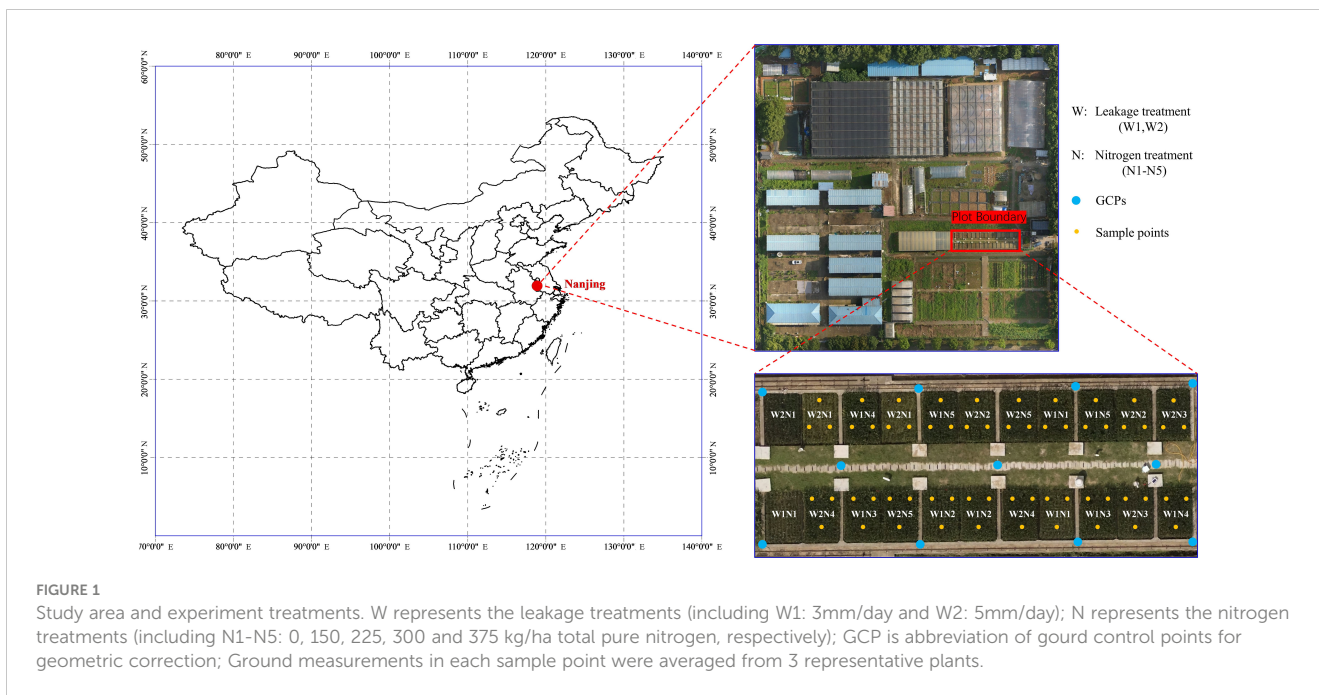 80°0'0" E 90°0'0" E 100°0'0" E 110°0'0" E 120°0'0" E 130°0'0" E 140°0'0" E
60°0'0" N
50°0'0" N 50°0'0" N
40°0'0" N 40°0'0" N
30°0'0" N 30°0'0" N
20°0'0" N 20°0'0" N
10°0'0" N 10°0'0" N
70°0'0" E 80°0'0" E 90°0'0" E 100°0'0" E 110°0'0" E 120°0'0" E 130°0'0" E
Nanjing
Plot Boundary
W: Leakage treatment
(W1,W2)
N: Nitrogen treatment
(N1-N5)
GCPs
Sample points
W2N1 W2N1 W1N4 W2N1 W1N5 W2N2 W2N5 W1N1 W1N5 W2N2 W2N3
W1N1 W2N4 W1N3 W2N5 W1N2 W1N2 W2N4 W1N1 W1N3 W2N3 W1N4
FIGURE 1
Study area and experiment treatments. W represents the leakage treatments (including W1: 3mm/day and W2: 5mm/day); N represents the nitrogen
treatments (including N1-N5: 0, 150, 225, 300 and 375 kg/ha total pure nitrogen, respectively); GCP is abbreviation of gourd control points for
geometric correction; Ground measurements in each sample point were averaged from 3 representative plants.